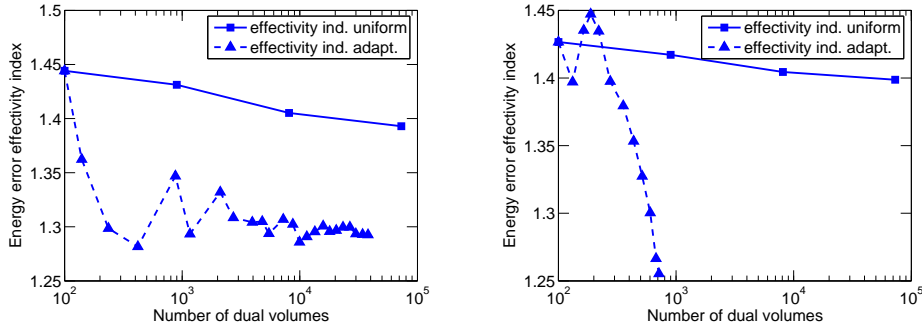 1.5
1.45
1.4
1.35
1.3
1.25
10^2
10^3
10^4
10^5
Number of dual volumes
Energy error effectivity index
effectivity ind. uniform
effectivity ind. adapt.
1.45
1.4
1.35
1.3
1.25
10^2
10^3
10^4
10^5
Number of dual volumes
Energy error effectivity index
effectivity ind. uniform
effectivity ind. adapt.